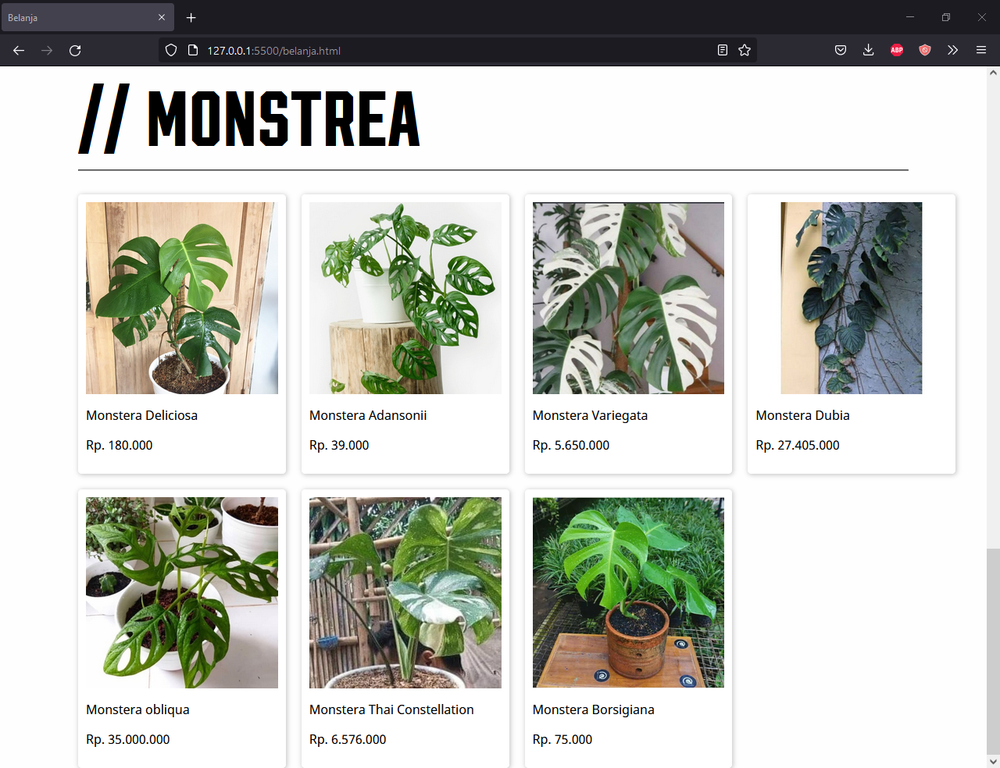 Belanja
127.0.0.1:5500/belanja.html
ABP
// MONSTREA
Monstera Deliciosa
Rp. 180.000
Monstera Adansonii
Rp. 39.000
Monstera Variegata
Rp. 5.650.000
Monstera Dubia
Rp. 27.405.000
Monstera obliqua
Rp. 35.000.000
Monstera Thai Constellation
Rp. 6.576.000
Monstera Borsigiana
Rp. 75.000